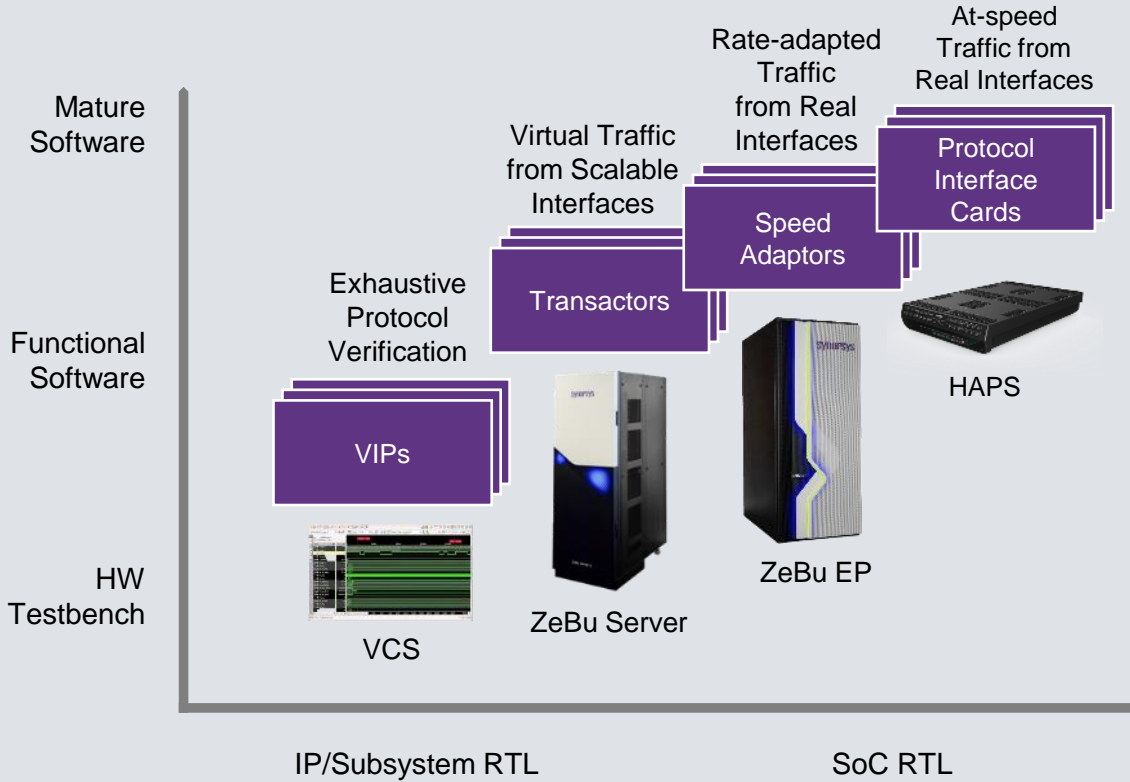 At-speed
Traffic from
Real Interfaces
Rate-adapted
Traffic
from Real
Interfaces
Mature
Software
Virtual Traffic
from Scalable
Interfaces
Protocol
Interface
Cards
Speed
Adaptors
Transactors
Exhaustive
Protocol
Verification
Functional
Software
SYNOPSYS
SYNOPSYS
HAPS
VIPs
HW
Testbench
ZeBu EP
ZeBu Server
VCS
IP/Subsystem RTL
SoC RTL